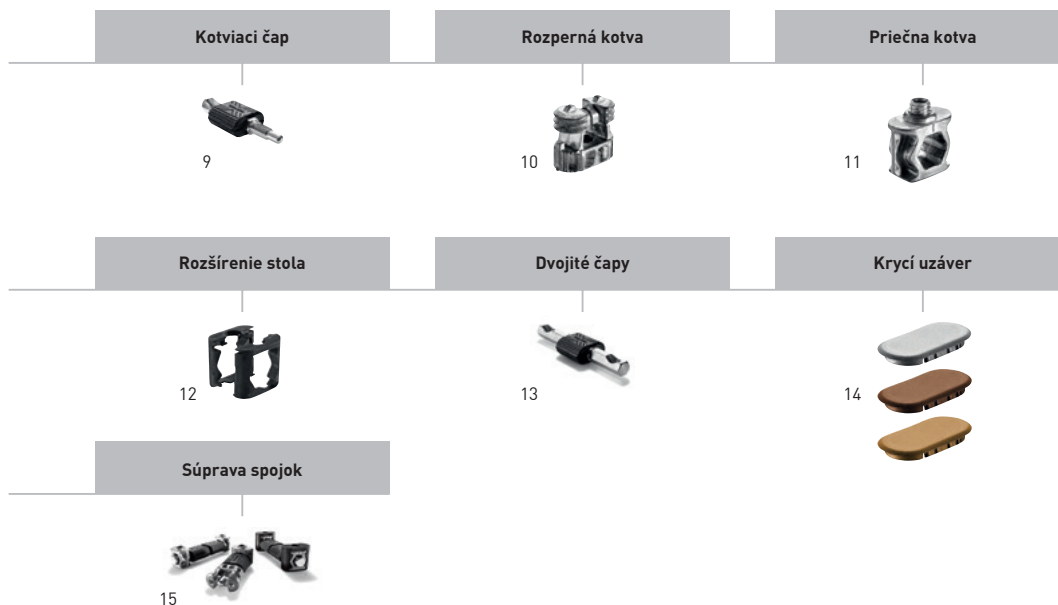 Kotviaci čap
Rozperná kotva
Priečna kotva
9
10
11
Rozšírenie stola
Dvojité čapy
Krycí uzáver
12
13
14
Súprava spojok
15